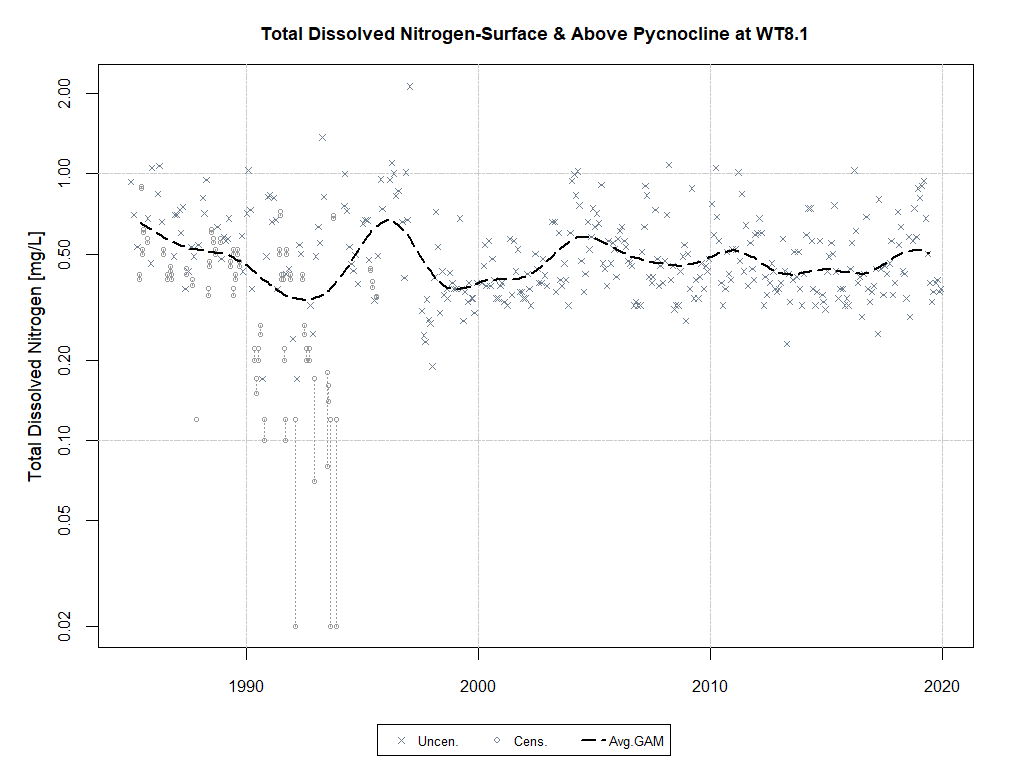 Total Dissolved Nitrogen-Surface & Above Pycnocline at WT8.1
Total Dissolved Nitrogen [mg/L]
2.00
1.00
0.50
0.20
0.10
0.05
0.02
1990 2000 2010 2020
Uncen. Cens. Avg.GAM